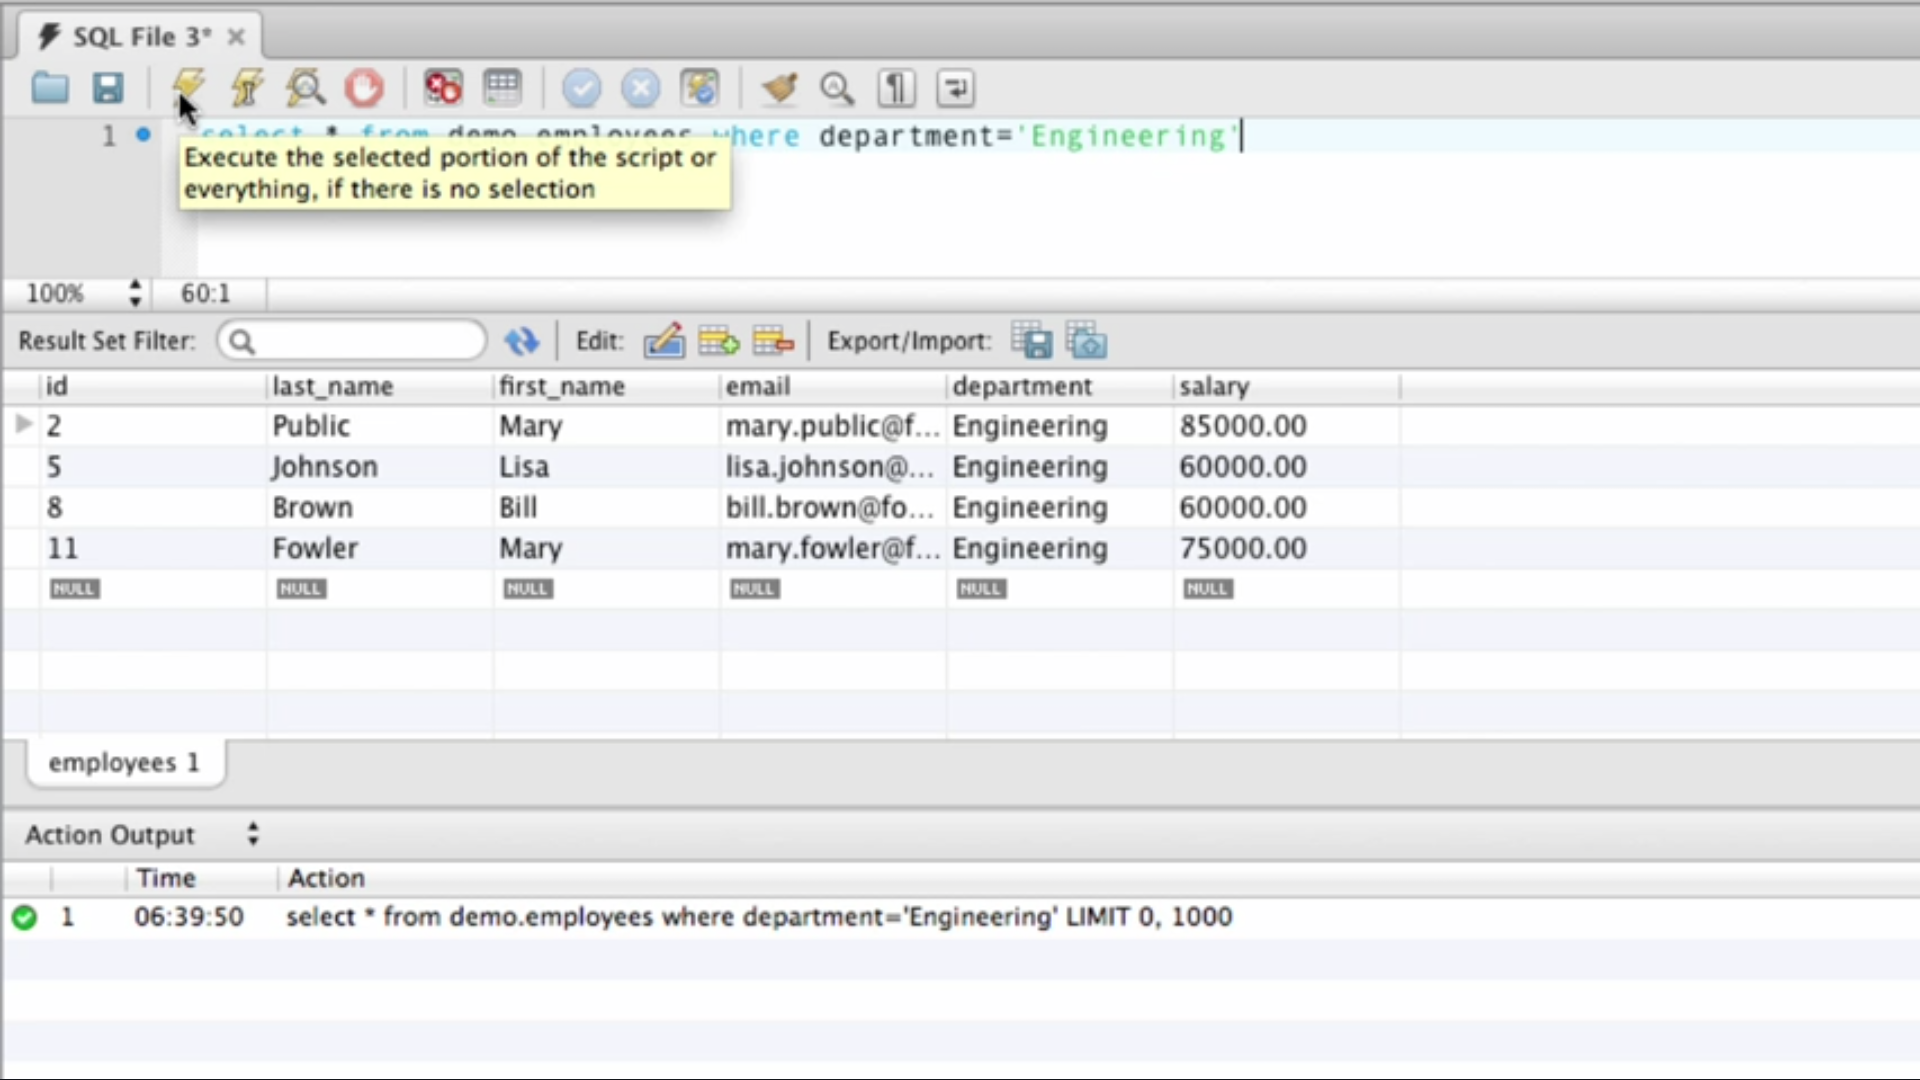 SQL File 3*
1 select * from demo.employees where department='Engineering'
Execute the selected portion of the script or
everything, if there is no selection
100% 60:1
Result Set Filter: Edit: Export/Import:
id last_name first_name email department salary
2 Public Mary mary.public@f... Engineering 85000.00
5 Johnson Lisa lisa.johnson@... Engineering 60000.00
8 Brown Bill bill.brown@fo... Engineering 60000.00
11 Fowler Mary mary.fowler@f... Engineering 75000.00
NULL NULL NULL NULL NULL NULL
employees 1
Action Output
Time Action
1 06:39:50 select * from demo.employees where department='Engineering' LIMIT 0, 1000